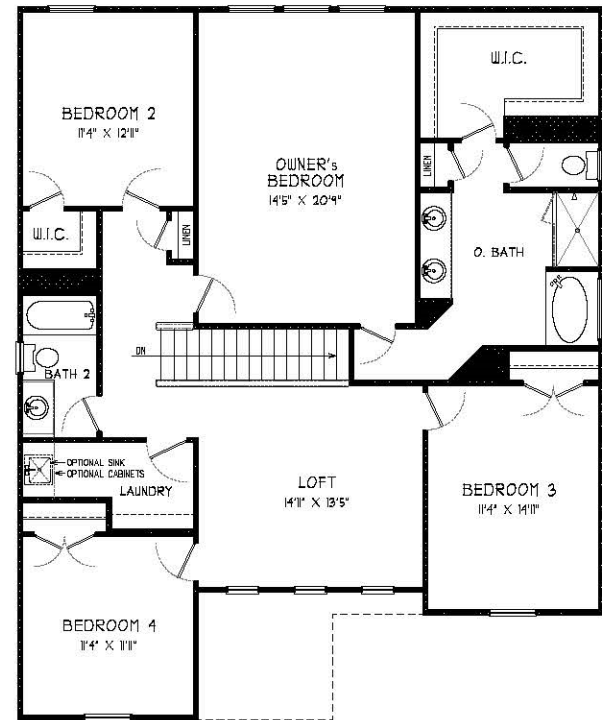 W.I.C.
BEDROOM 2
11'4" X 12'11"
OWNER's
BEDROOM
14'5" X 20'9"
LINEN
W.I.C.
LINEN
O. BATH
DN
BATH 2
OPTIONAL SINK
OPTIONAL CABINETS
LAUNDRY
LOFT
14'11" X 13'5"
BEDROOM 3
11'4" X 14'11"
BEDROOM 4
11'4" X 11'11"